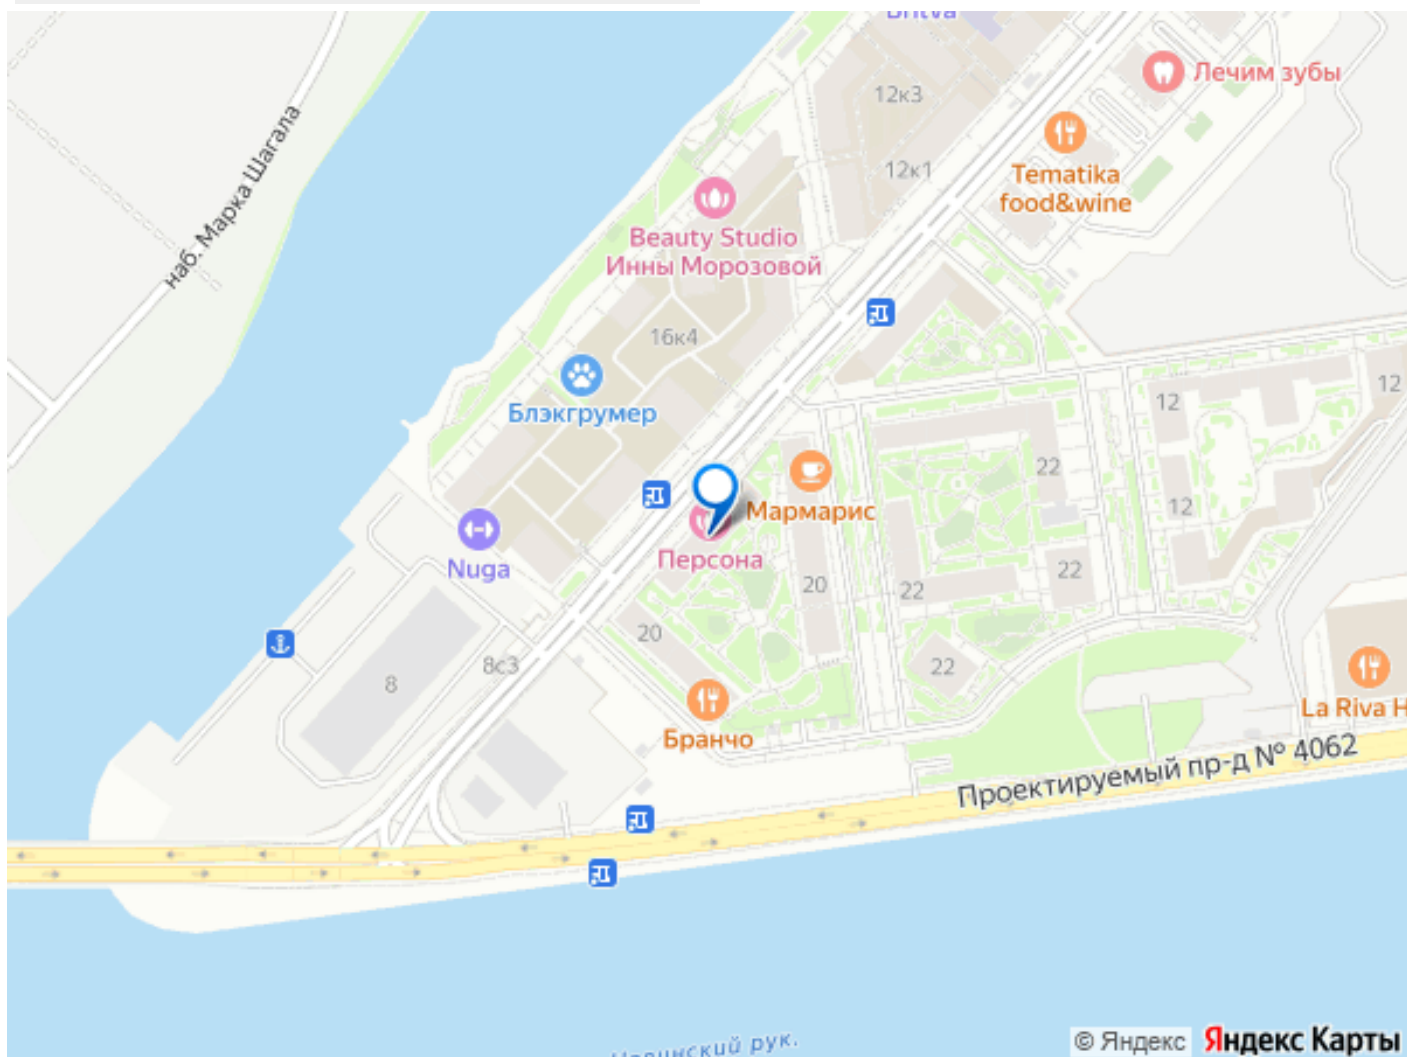 Britva
12к3
Лечим зубы
наб. Марка Шагала
12к1
Tematika
food&wine
Beauty Studio
Инны Морозовой
16к4
Блэкгрумер
12
12
22
Мармарис
12
Персона
Nuga
20
22
22
20
22
8с3
8
La Riva H
Бранчо
Проектируемый пр-д № 4062
рук.
© Яндекс Яндекс Карты